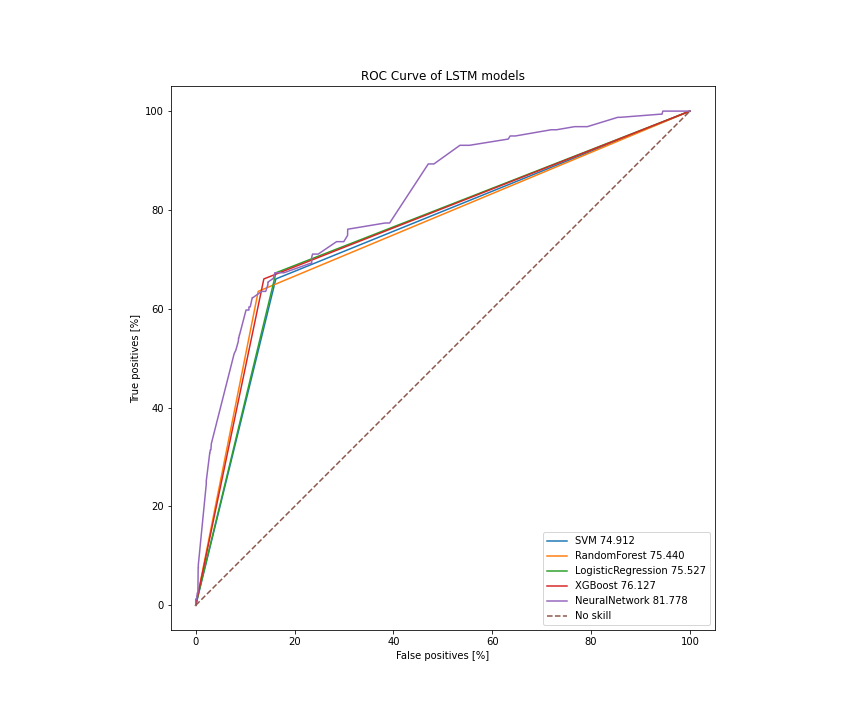 ROC Curve of LSTM models
True positives [%]
100
80
60
40
20
0
0 20 40 60 80 100
False positives [%]
SVM 74.912
RandomForest 75.440
LogisticRegression 75.527
XGBoost 76.127
NeuralNetwork 81.778
No skill